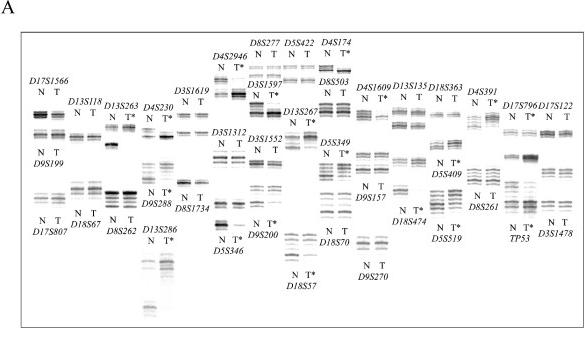 A
D17S1566
N T
N T
D9S199
N T
D17S807
D13S118
N T
N T
D18S67
D13S263
N T*
N T
D8S262
D4S230
N T*
N T*
D9S288
D13S286
N T*
D3S1619
N T
N T
D8S1734
D4S2946
N T*
D3S1312
N T
N T*
D5S346
D8S277
N T
D3S1597
N T*
D3S1552
N T
N T*
D9S200
D5S422
N T
D13S267
N T*
N T*
D18S57
D4S174
N T*
D8S503
N T
D5S349
N T*
N T
D18S70
D4S1609
N T*
N T
D9S157
N T
D9S270
D13S135
N T
N T*
D18S474
D18S363
N T
N T*
D5S409
N T*
D5S519
D4S391
N T*
N T
D8S261
D17S796
N T*
N T*
TP53
D17S122
N T
N T
D3S1478